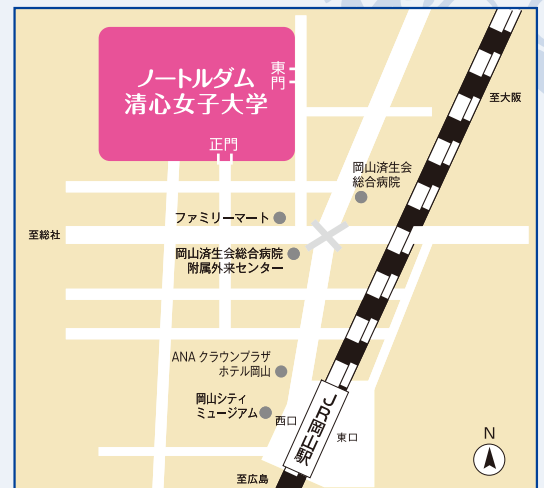 ノートルダム
清心女子大学
東門
正門
至大阪
岡山済生会
総合病院
ファミリーマート
至総社
岡山済生会総合病院
附属外来センター
ANA クラウンプラザ
ホテル岡山
岡山シティ
ミュージアム
西口
JR岡山駅
東口
N
至広島